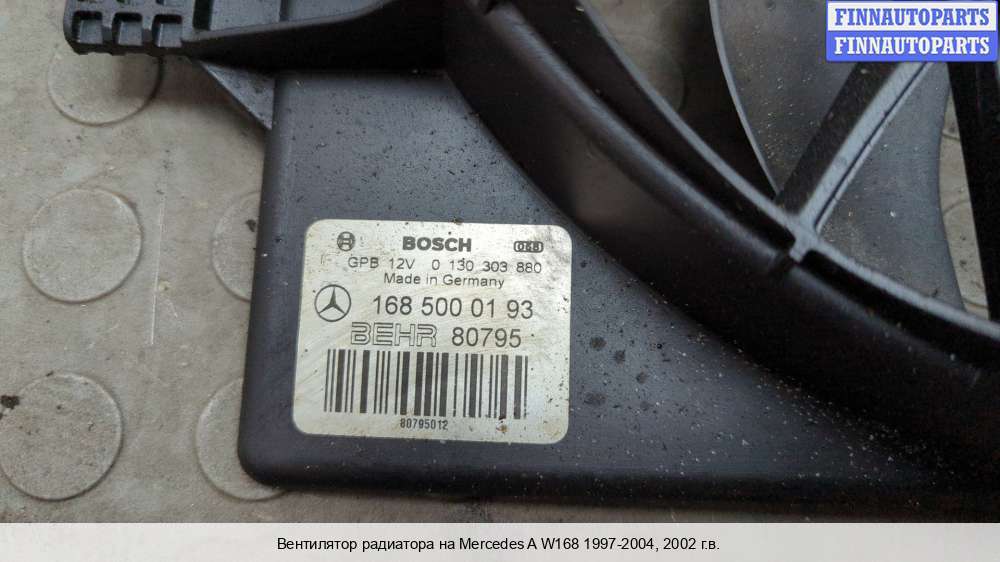 FINNAUTOPARTS
FINNAUTOPARTS
BOSCH
GPB 12V 0 130 303 880
Made in Germany
168 500 01 93
BEHR 80795
80795012
Вентилятор радиатора на Mercedes A W168 1997-2004, 2002 г.в.